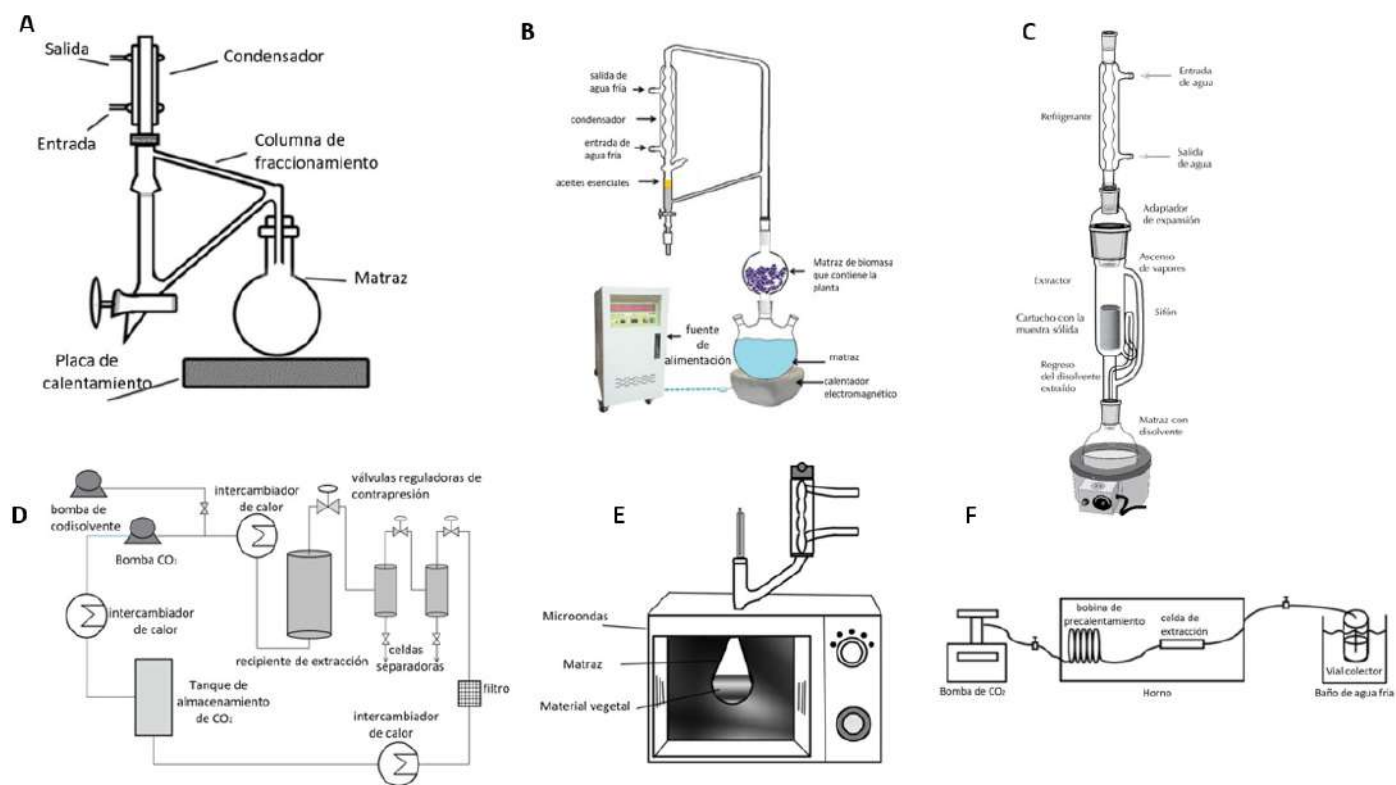 A
Salida
Condensador
Entrada
Columna de
fraccionamiento
Matraz
Placa de
calentamiento
B
salida de
agua fría
condensador
entrada de
agua fría
aceites esenciales
Matraz de biomasa
que contiene la
planta
fuente
de
alimentación
matraz
calentador
electromagnético
C
Entrada
de agua
Refrigerante
Salida
de agua
Adaptador
de expansión
Ascenso
de vapores
Extractor
Sifón
Cartucho con la
muestra sólida
Regreso
del disolvente
extraído
Matraz con
disolvente
D
bomba de
codisolvente
Bomba CO₂
intercambiador
de calor
válvulas reguladoras de
contrapresión
intercambiador
de calor
recipiente de extracción
celdas
separadoras
Tanque de
almacenamiento
de CO₂
filtro
intercambiador
de calor
E
Microondas
Matraz
Material vegetal
F
bobina de
precalentamiento
celda de
extracción
Bomba de CO₂
Horno
Vial colector
Baño de agua fria